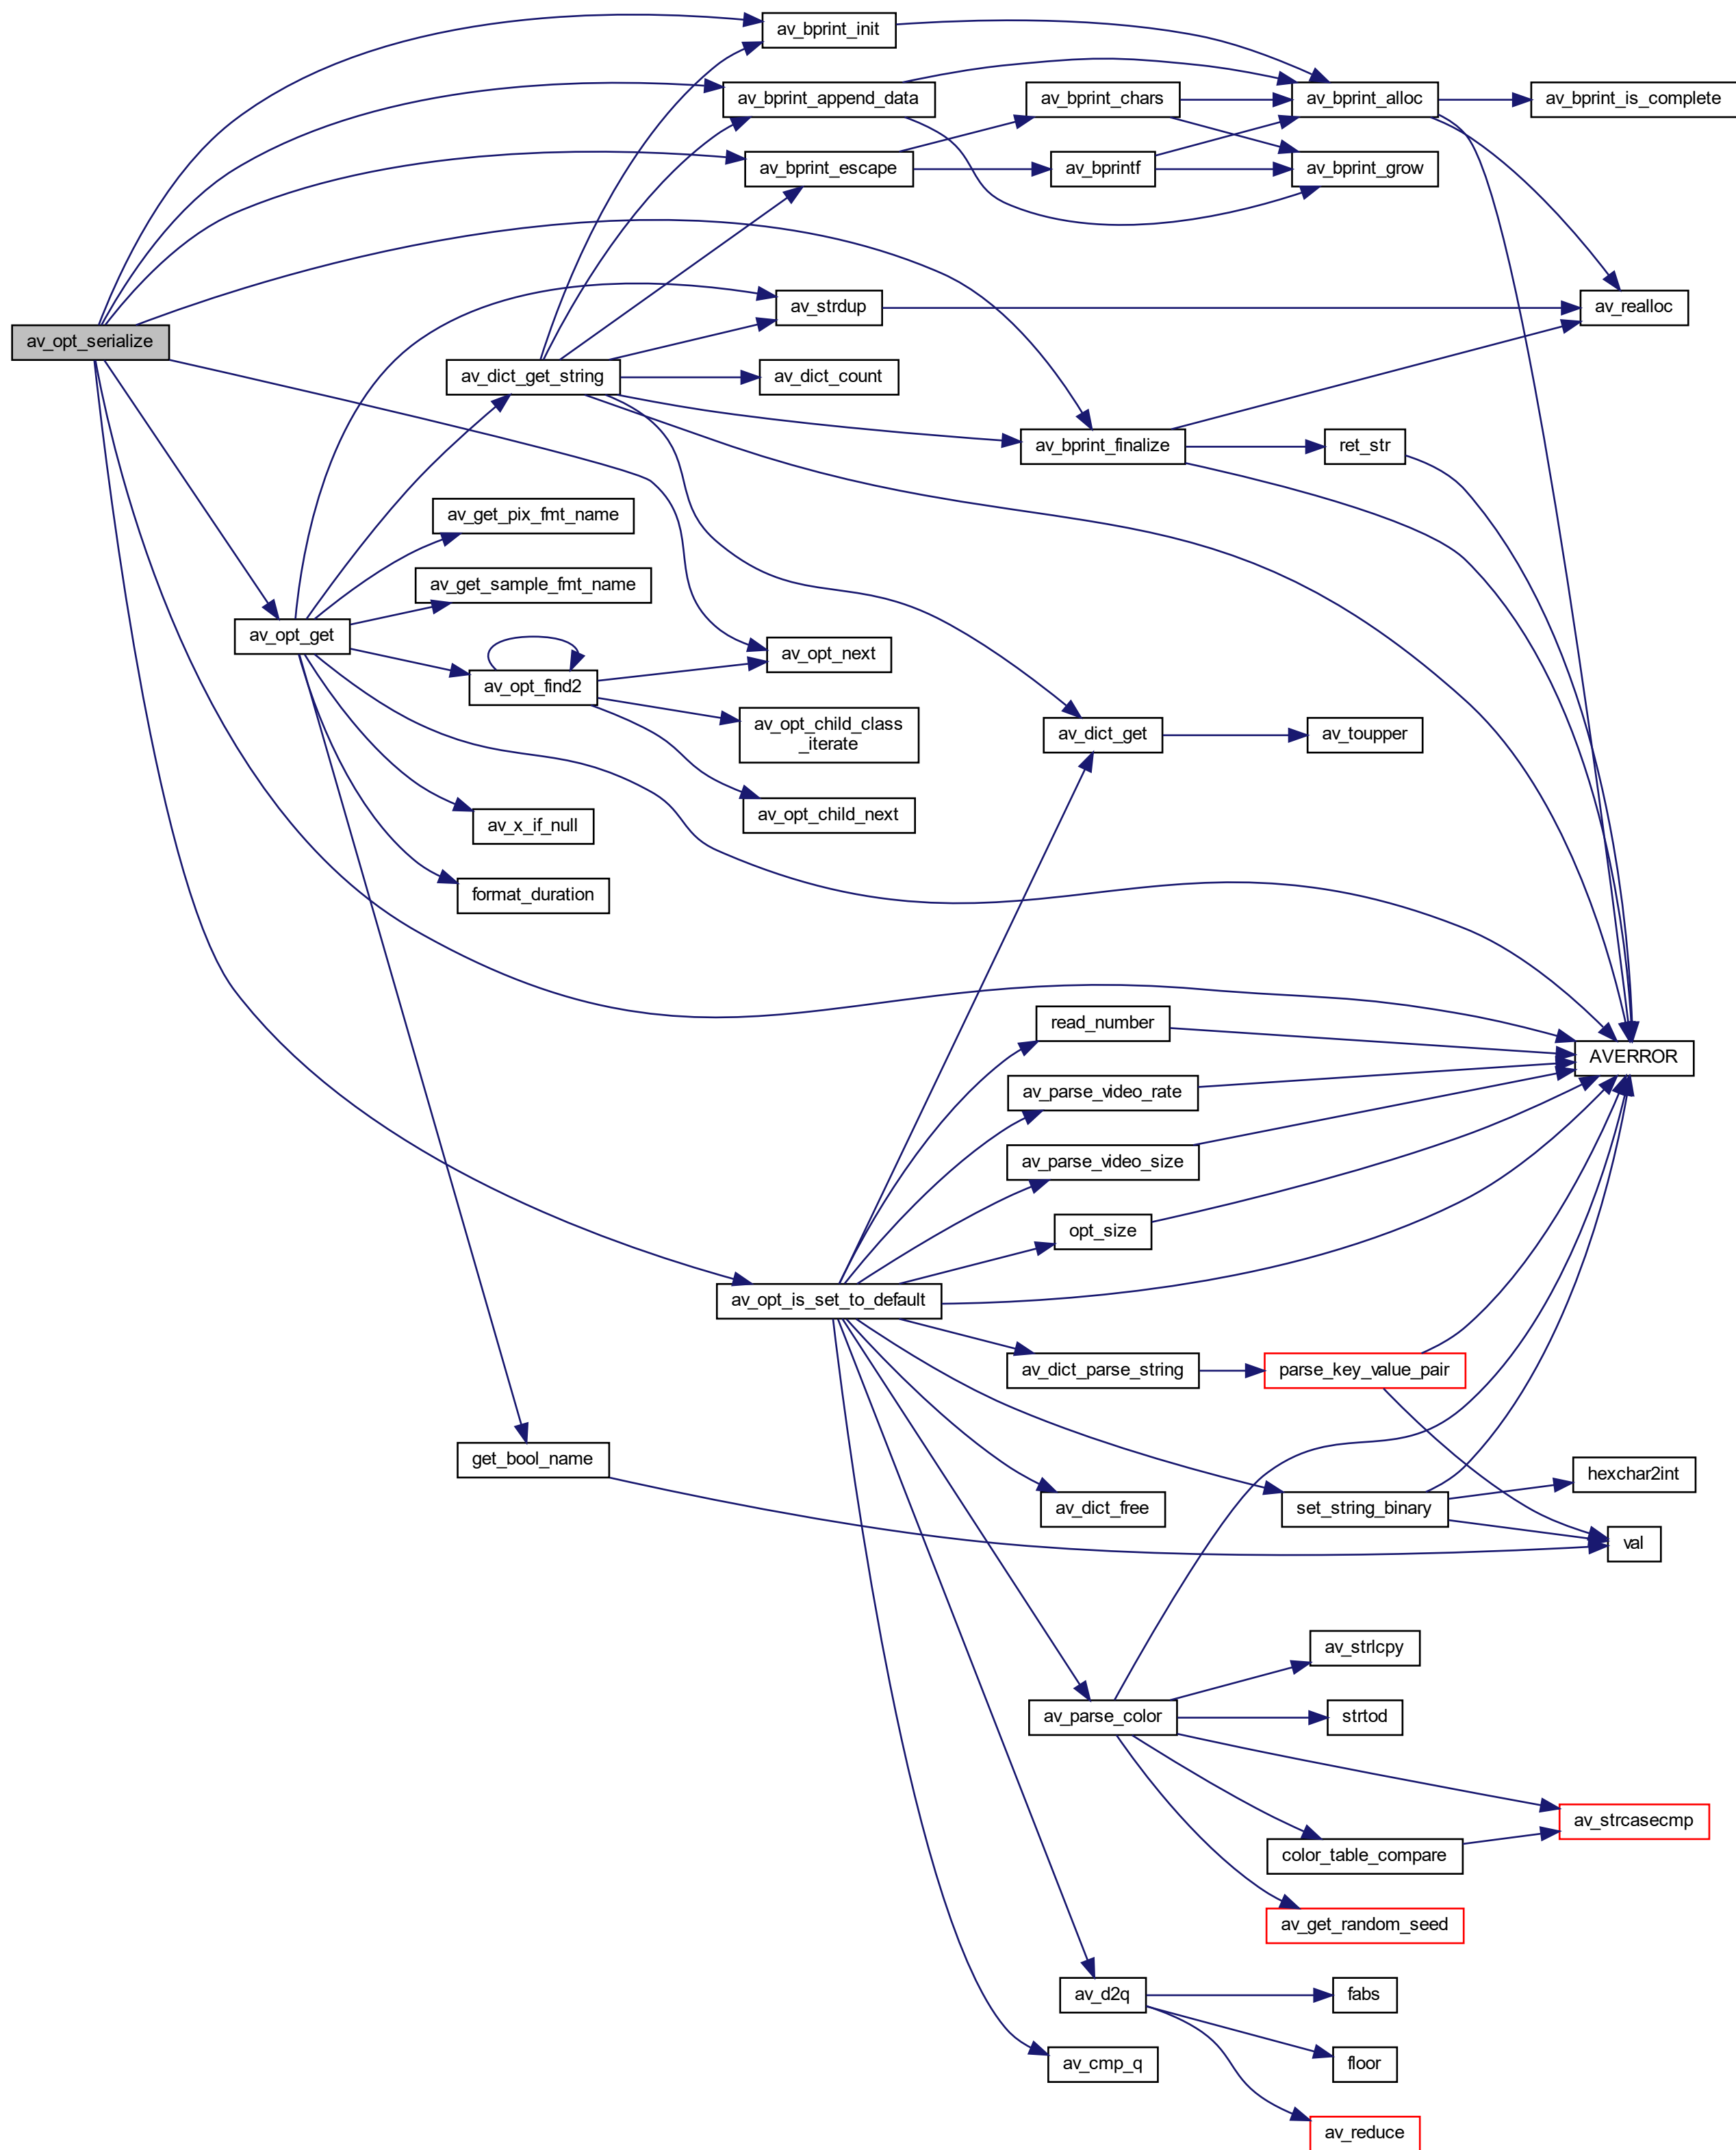 av_bprint_init
av_bprint_append_data
av_bprint_chars
av_bprint_alloc
av_bprint_is_complete
av_bprint_escape
av_bprintf
av_bprint_grow
av_strdup
av_realloc
av_opt_serialize
av_dict_get_string
av_dict_count
av_bprint_finalize
ret_str
av_get_pix_fmt_name
av_get_sample_fmt_name
av_opt_get
av_opt_next
av_opt_find2
av_opt_child_class
_iterate
av_dict_get
av_toupper
av_opt_child_next
av_x_if_null
format_duration
read_number
AVERROR
av_parse_video_rate
av_parse_video_size
opt_size
av_opt_is_set_to_default
av_dict_parse_string
parse_key_value_pair
get_bool_name
hexchar2int
av_dict_free
set_string_binary
val
av_strlcpy
av_parse_color
strtod
av_strcasecmp
color_table_compare
av_get_random_seed
av_d2q
fabs
av_cmp_q
floor
av_reduce